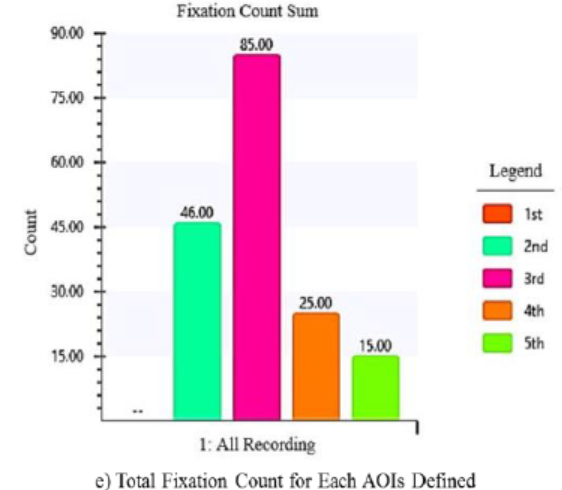 Fixation Count Sum
90.00
85.00
75.00
60.00
46.00
45.00
30.00
25.00
15.00
15.00
--
Count
1: All Recording
Legend
1st
2nd
3rd
4th
5th
e) Total Fixation Count for Each AOIs Defined